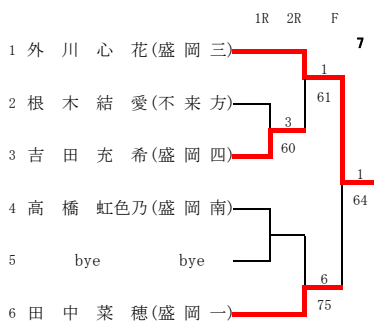 1R 2R F
7
1 外 川 心 花(盛 岡 三)
1
61
2 根 木 結 愛(不 来 方)
3
60
3 吉 田 充 希(盛 岡 四)
1
64
4 高 橋 虹色乃(盛 岡 南)
5 bye bye
6
75
6 田 中 菜 穂(盛 岡 一)